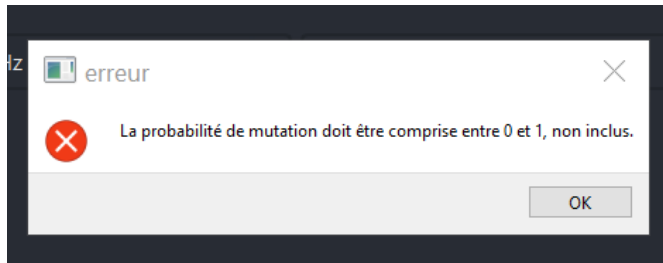 Hz
erreur
La probabilité de mutation doit être comprise entre 0 et 1, non inclus.
OK